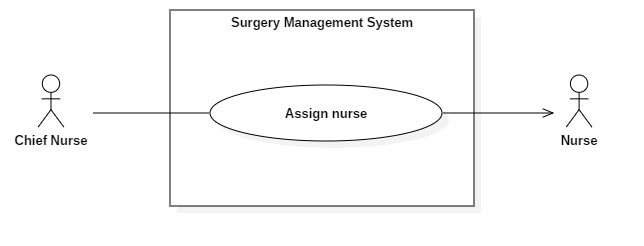 Surgery Management System
Assign nurse
Chief Nurse
Nurse